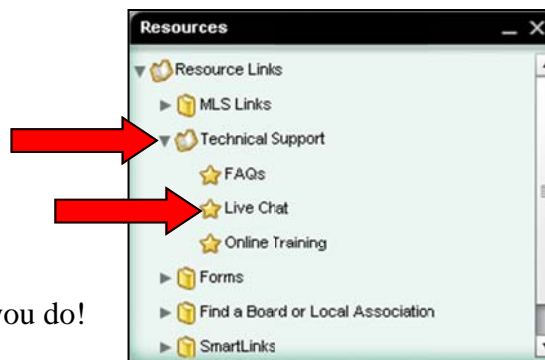 Resources
Resource Links
MLS Links
Technical Support
FAQs
Live Chat
Online Training
Forms
Find a Board or Local Association
SmartLinks
you do!